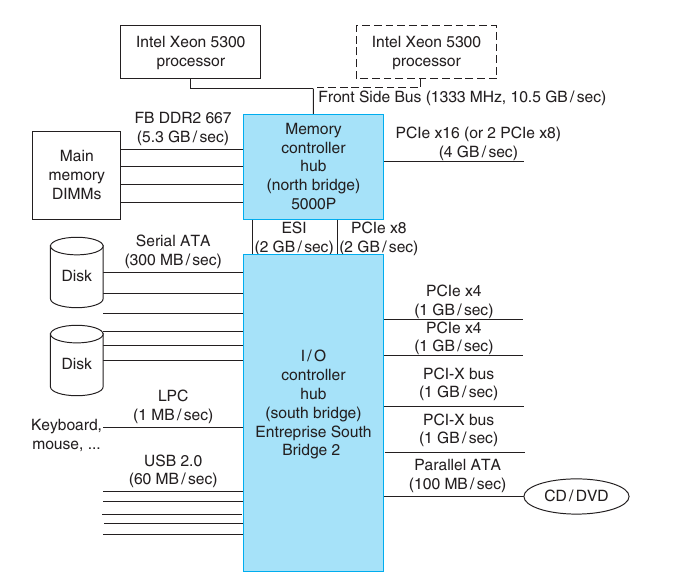 Intel Xeon 5300
processor
Intel Xeon 5300
processor
Front Side Bus (1333 MHz, 10.5 GB/sec)
FB DDR2 667
(5.3 GB/sec)
Main
memory
DIMMs
Memory
controller
hub
(north bridge)
5000P
PCIe x16 (or 2 PCIe x8)
(4 GB/sec)
ESI
(2 GB/sec)
PCIe x8
(2 GB/sec)
Serial ATA
(300 MB/sec)
Disk
Disk
LPC
(1 MB/sec)
Keyboard,
mouse, ...
USB 2.0
(60 MB/sec)
I/O
controller
hub
(south bridge)
Entreprise South
Bridge 2
PCIe x4
(1 GB/sec)
PCIe x4
(1 GB/sec)
PCI-X bus
(1 GB/sec)
PCI-X bus
(1 GB/sec)
Parallel ATA
(100 MB/sec)
CD/DVD